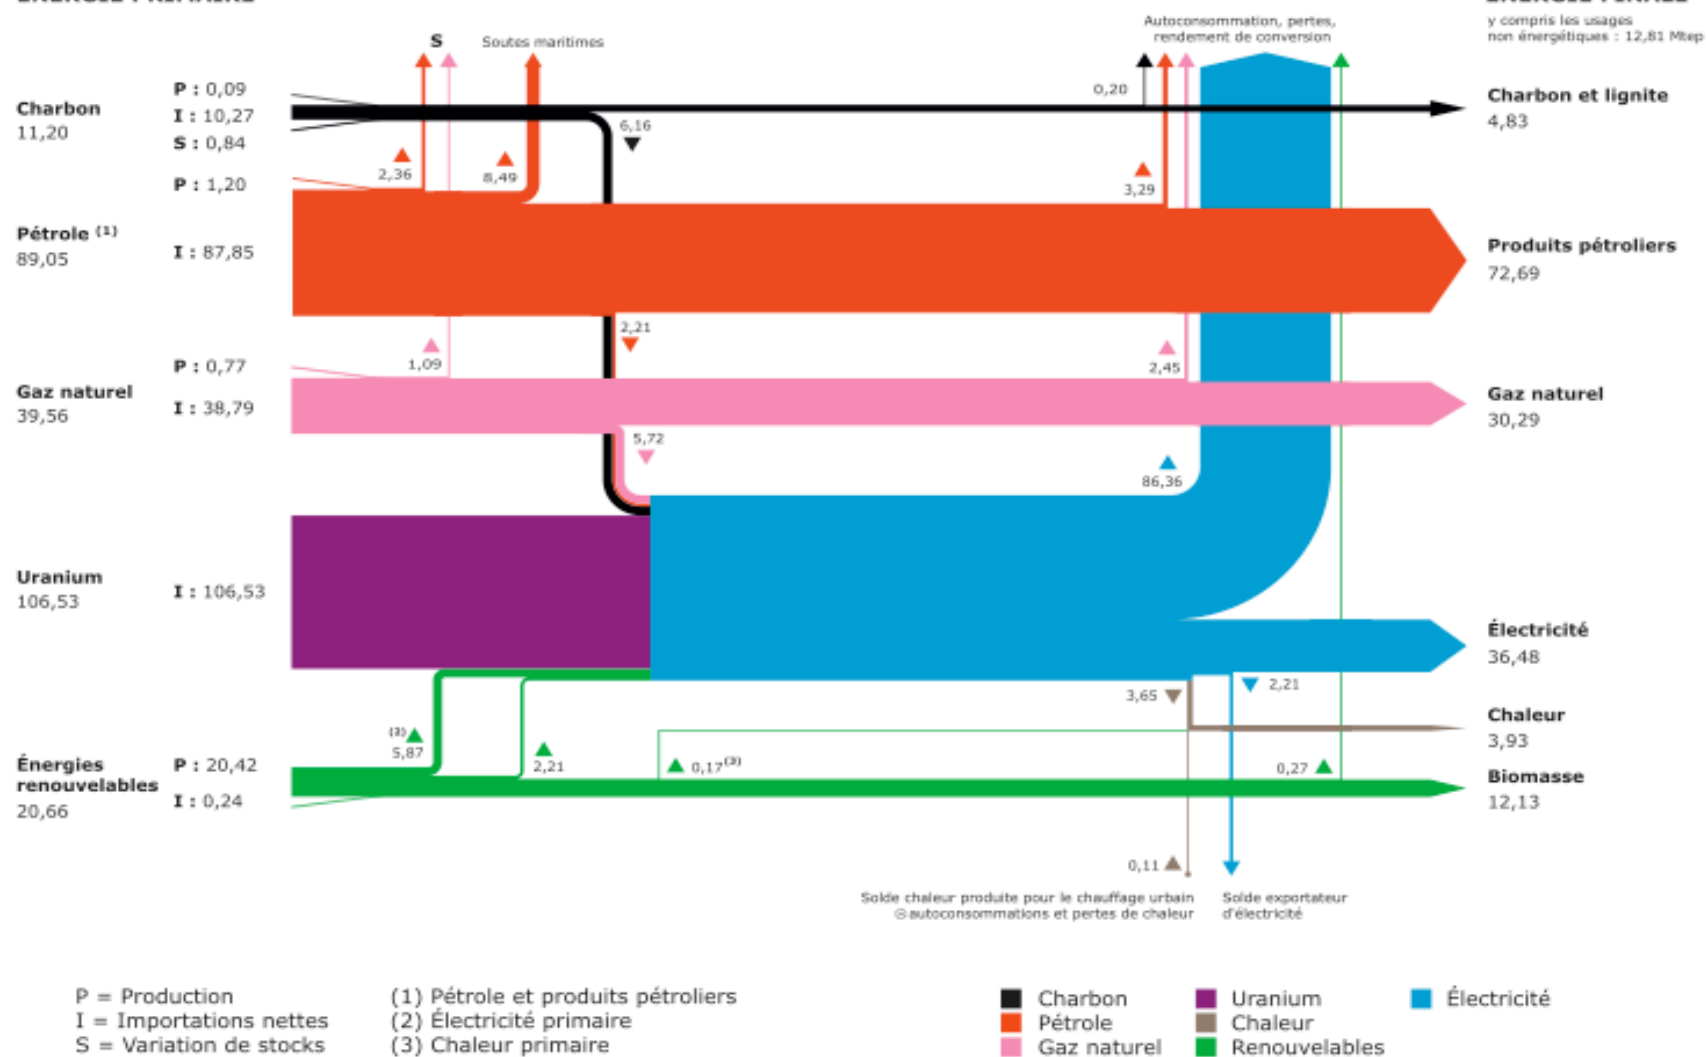 ÉNERGIE PRIMAIRE
ÉNERGIE FINALE
y compris les usages
non énergétiques : 12,81 Mtep
Autoconsommation, pertes,
rendement de conversion
S
Soutes maritimes
Charbon
11,20
P : 0,09
I : 10,27
S : 0,84
0,20
6,16
Charbon et lignite
4,83
2,36
8,49
3,29
P : 1,20
Pétrole (1)
89,05
I : 87,85
Produits pétroliers
72,69
2,21
1,09
2,45
P : 0,77
Gaz naturel
39,56
I : 38,79
Gaz naturel
30,29
5,72
86,36
Uranium
106,53
I : 106,53
Électricité
36,48
3,65
2,21
Chaleur
3,93
(3)
5,87
2,21
0,17(3)
0,27
Énergies
renouvelables
20,66
P : 20,42
I : 0,24
Biomasse
12,13
0,11
Solde chaleur produite pour le chauffage urbain
⊖autoconsommations et pertes de chaleur
Solde exportateur
d'électricité
P = Production
I = Importations nettes
S = Variation de stocks
(1) Pétrole et produits pétroliers
(2) Électricité primaire
(3) Chaleur primaire
Charbon
Pétrole
Gaz naturel
Uranium
Chaleur
Renouvelables
Électricité